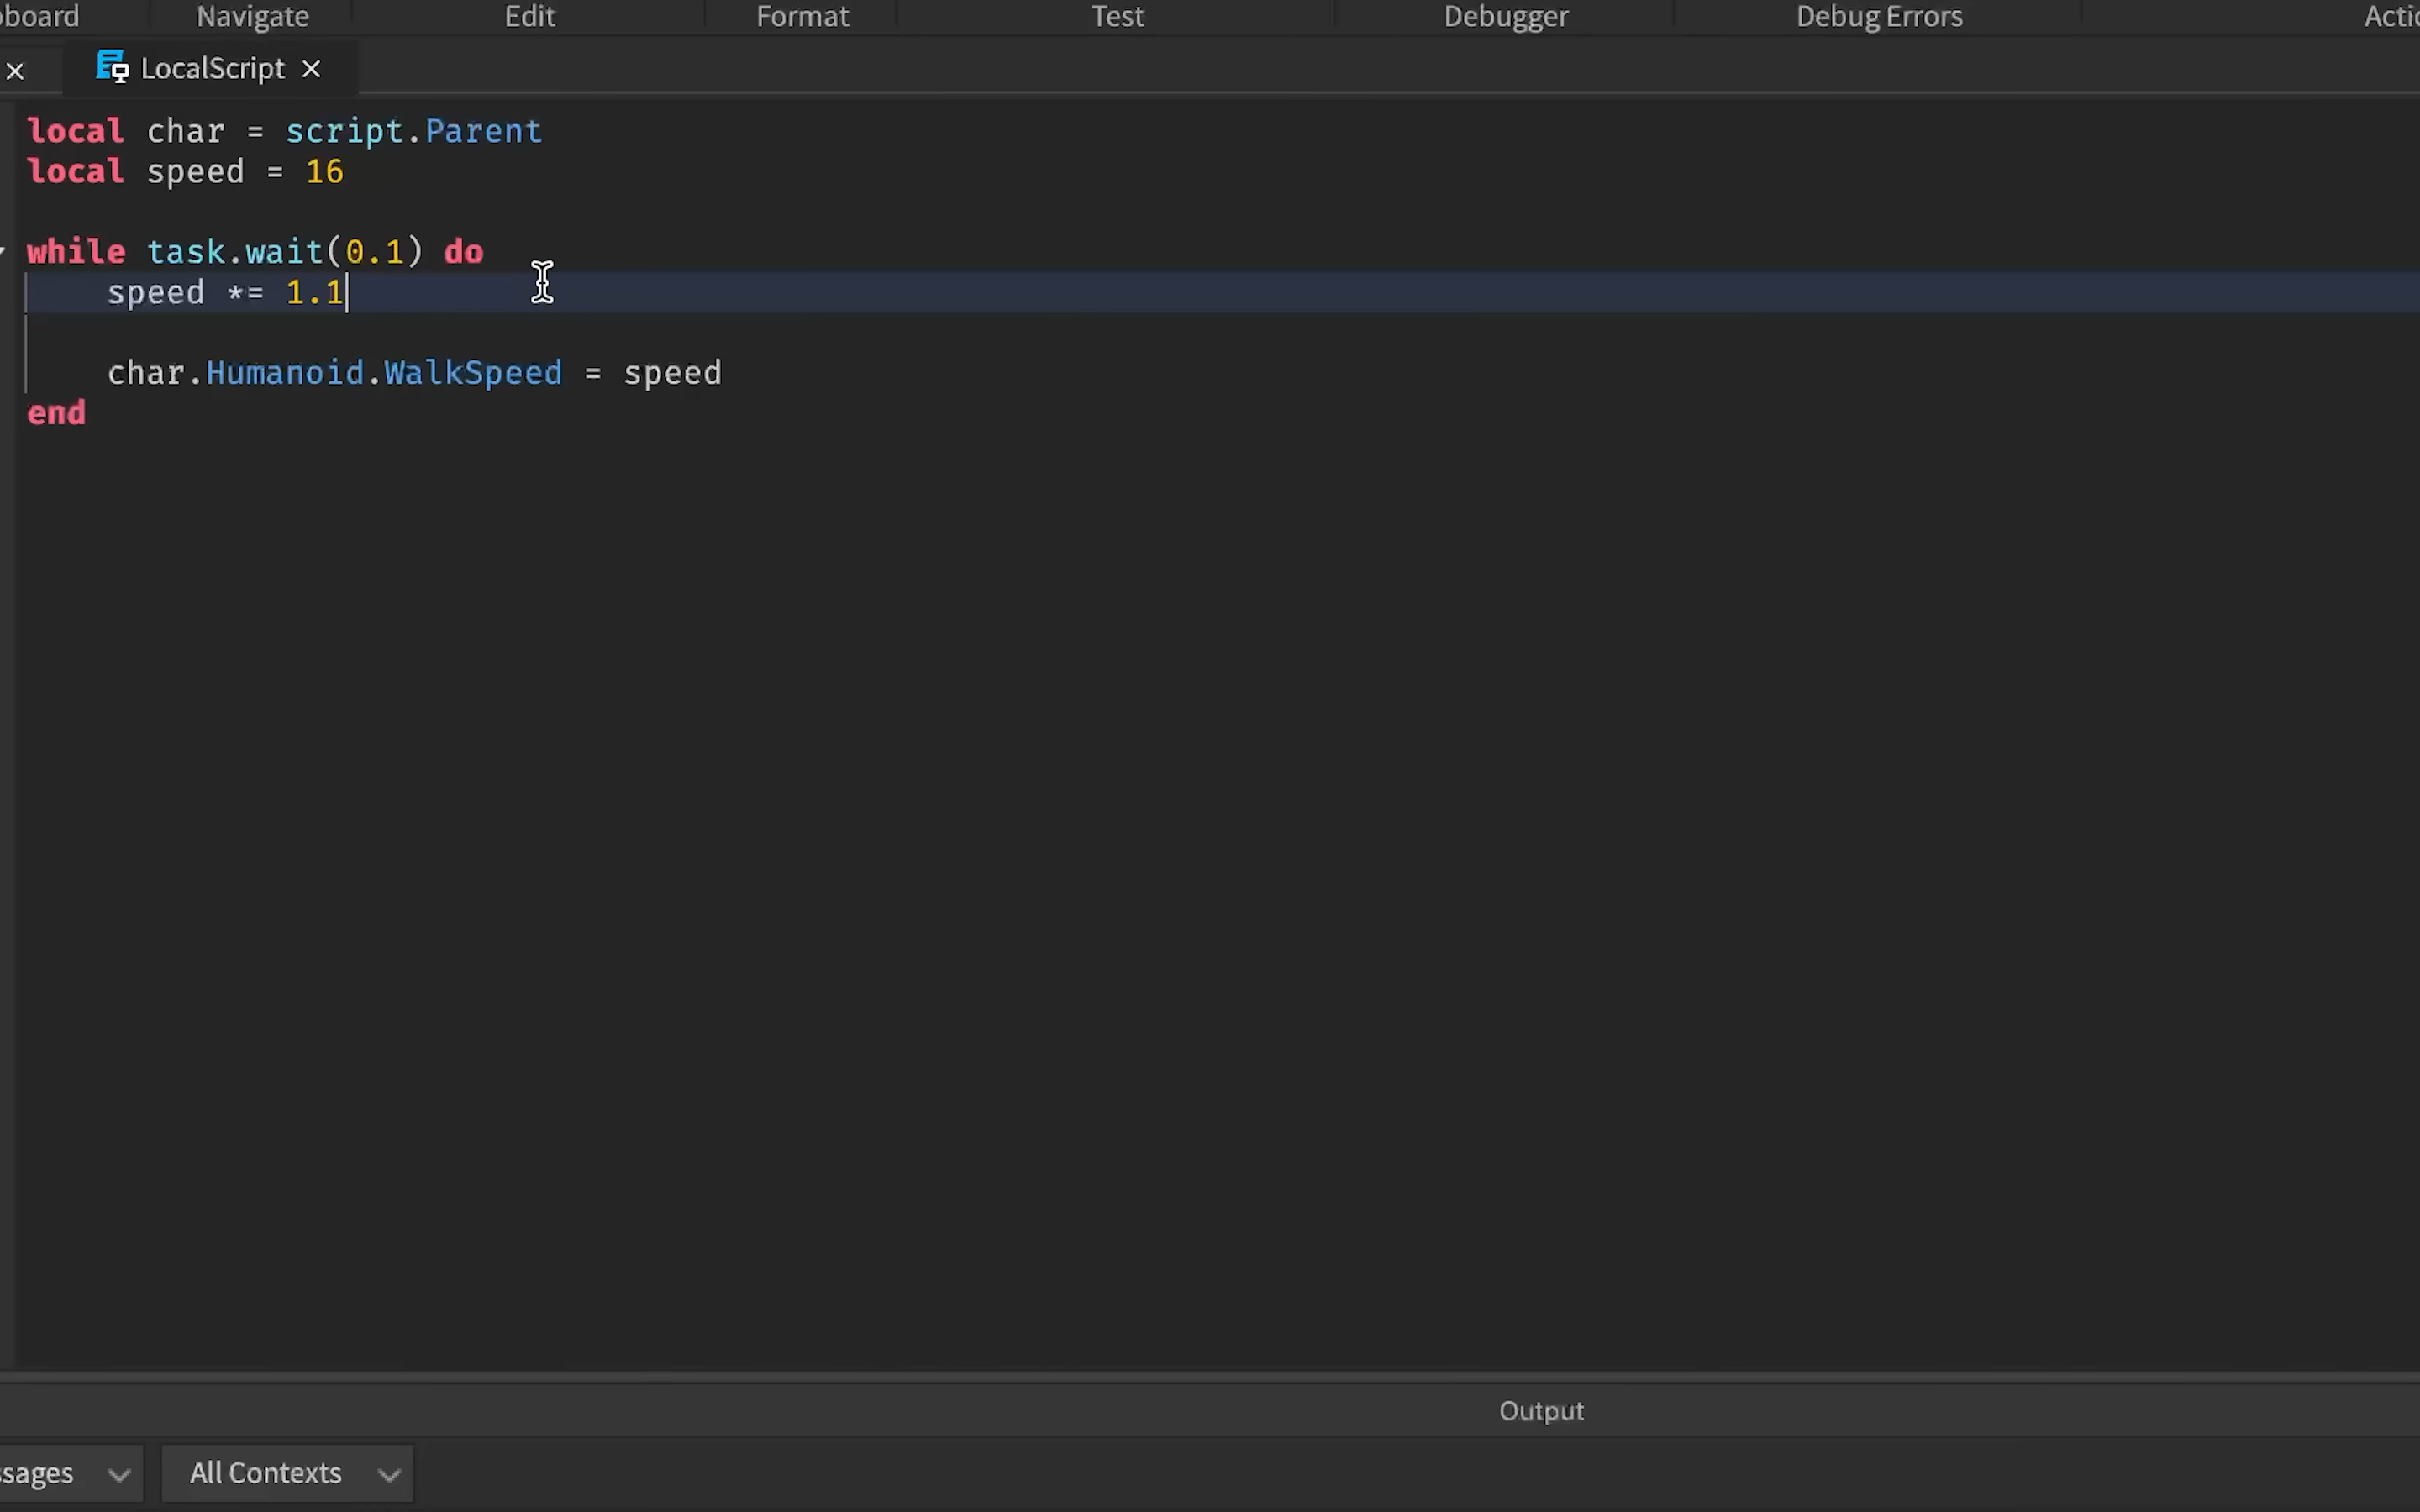 board Navigate Edit Format Test Debugger Debug Errors Actio
LocalScript
local char = script.Parent
local speed = 16
while task.wait(0.1) do
speed *= 1.1
char.Humanoid.WalkSpeed = speed
end
Output
ssages All Contexts